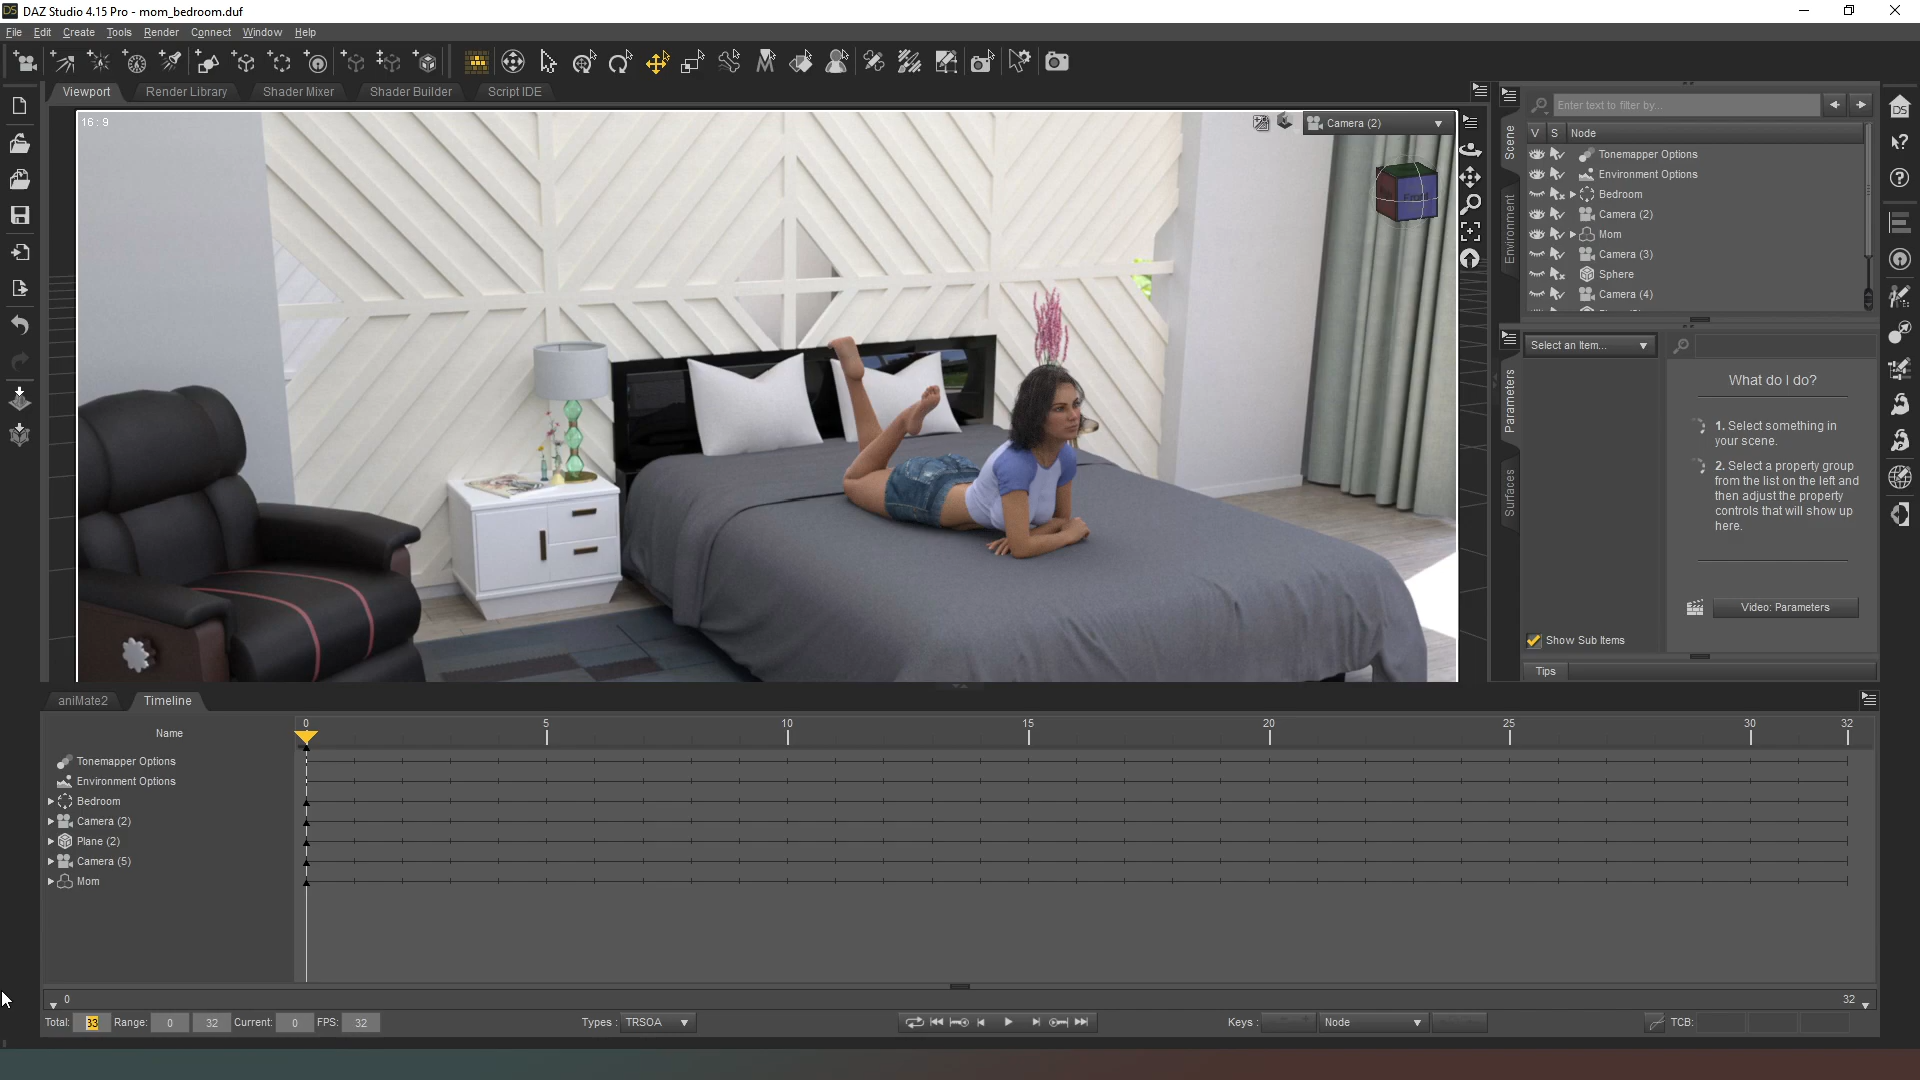 DAZ Studio 4.15 Pro - mom_bedroom.duf
File Edit Create Tools Render Connect Window Help
Viewport Render Library Shader Mixer Shader Builder Script IDE
16 : 9
Camera (2)
Enter text to filter by...
V S Node
Tonemapper Options
Environment Options
Bedroom
Camera (2)
Mom
Camera (3)
Sphere
Camera (4)
Scene
Environment
Parameters
Surfaces
Select an Item...
What do I do?
1. Select something in
your scene.
2. Select a property group
from the list on the left and
then adjust the property
controls that will show up
here.
Video: Parameters
Show Sub Items
Tips
aniMate2 Timeline
Name
0 5 10 15 20 25 30 32
Tonemapper Options
Environment Options
Bedroom
Camera (2)
Plane (2)
Camera (5)
Mom
0 32
Total: 33 Range: 0 32 Current: 0 FPS: 32 Types : TRSOA Keys : Node TCB: